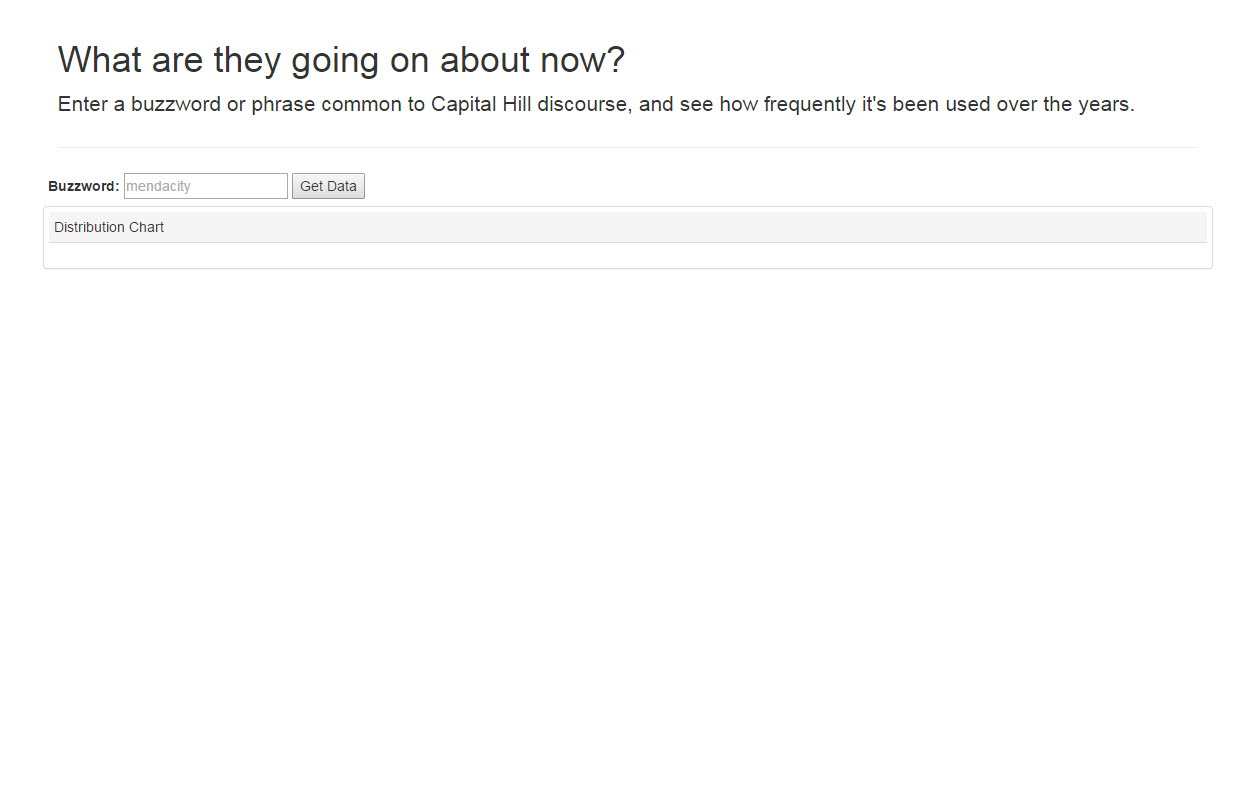 What are they going on about now?
Enter a buzzword or phrase common to Capital Hill discourse, and see how frequently it's been used over the years.
Buzzword: mendacity Get Data
Distribution Chart